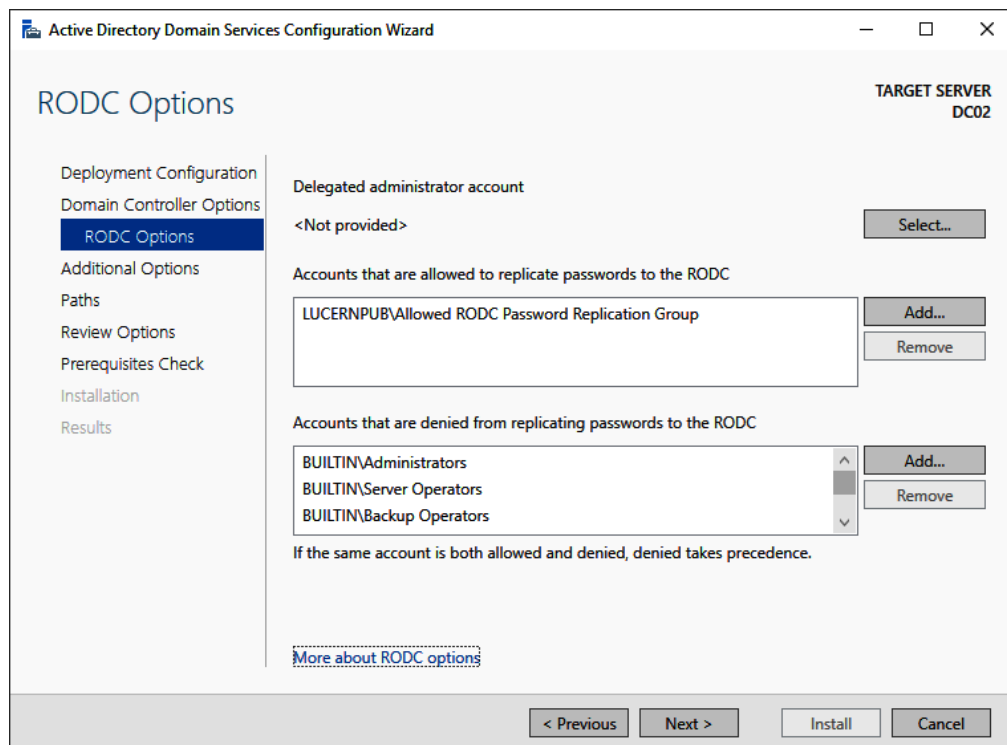 Active Directory Domain Services Configuration Wizard
RODC Options
TARGET SERVER
DC02
Deployment Configuration
Domain Controller Options
RODC Options
Additional Options
Paths
Review Options
Prerequisites Check
Installation
Results
Delegated administrator account
<Not provided>
Select...
Accounts that are allowed to replicate passwords to the RODC
LUCERNPUB\Allowed RODC Password Replication Group
Add...
Remove
Accounts that are denied from replicating passwords to the RODC
BUILTIN\Administrators
BUILTIN\Server Operators
BUILTIN\Backup Operators
Add...
Remove
If the same account is both allowed and denied, denied takes precedence.
More about RODC options
< Previous
Next >
Install
Cancel